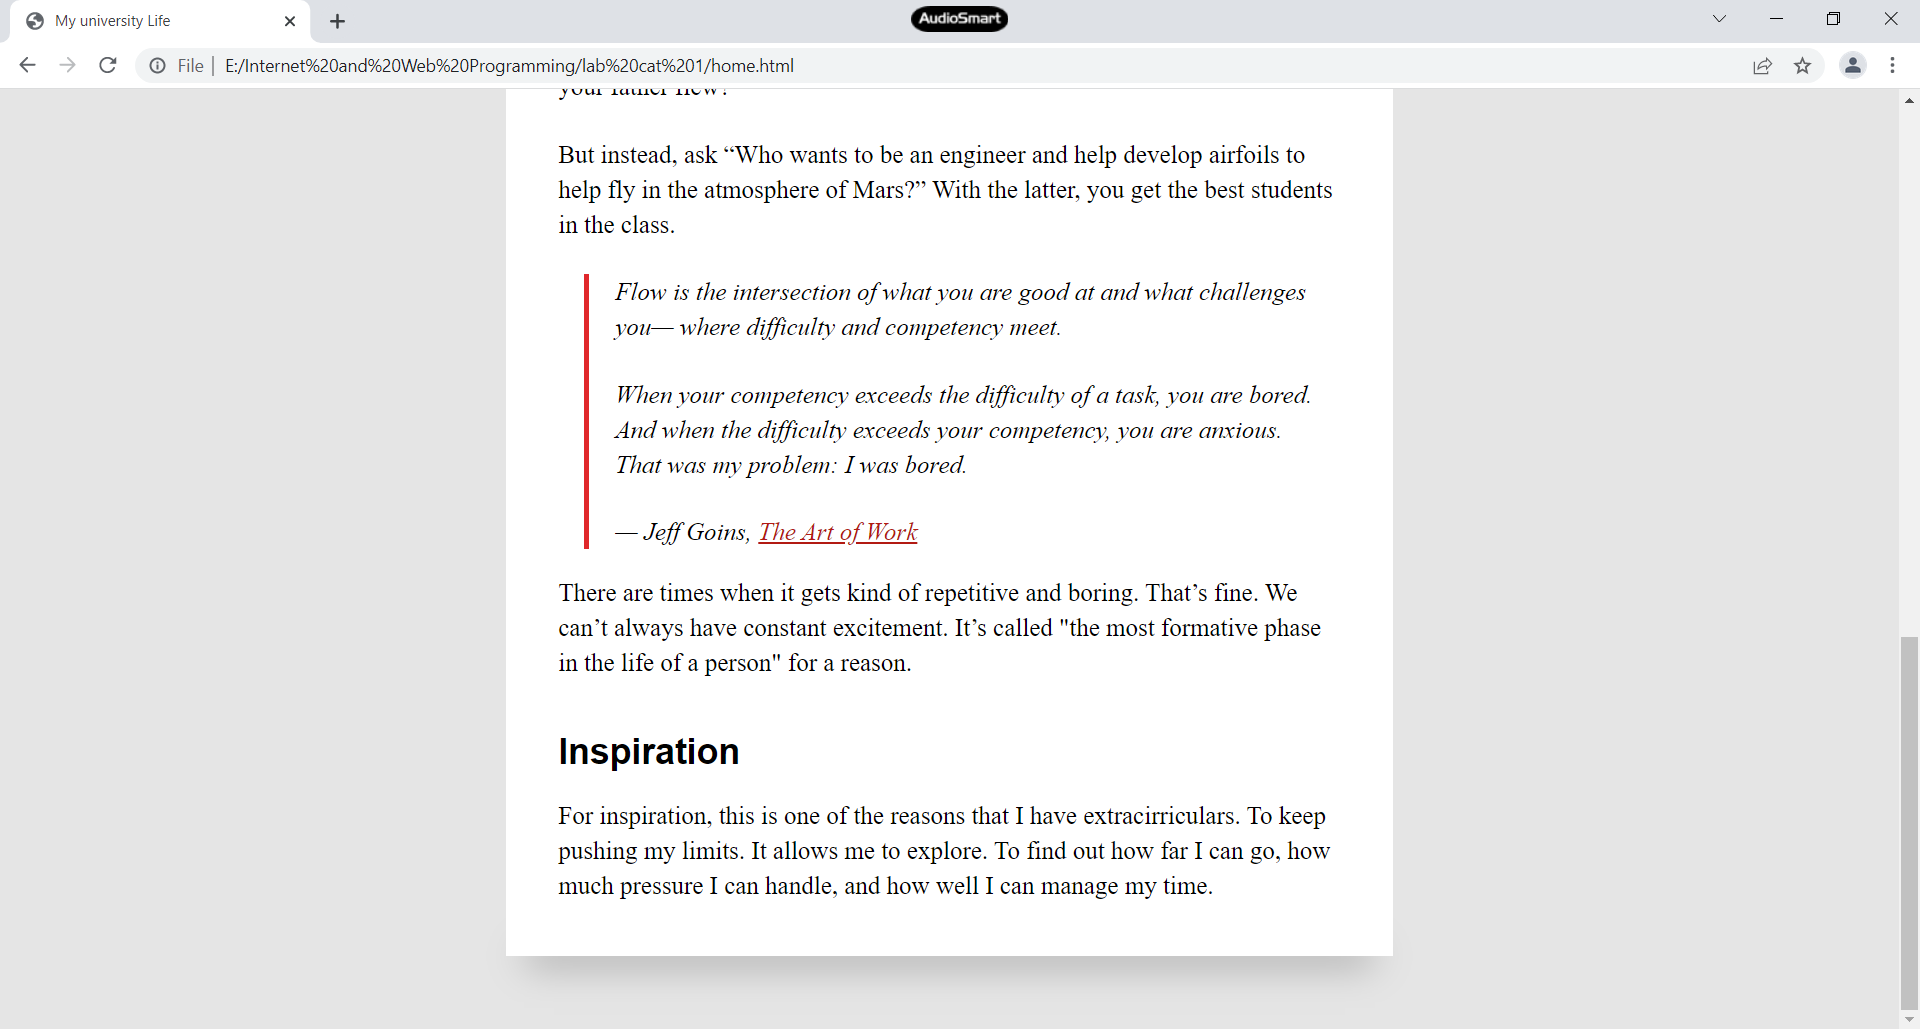 My university Life
AudioSmart
File
E:/Internet%20and%20Web%20Programming/lab%20cat%201/home.html
your father flew?
But instead, ask “Who wants to be an engineer and help develop airfoils to
help fly in the atmosphere of Mars?” With the latter, you get the best students
in the class.
Flow is the intersection of what you are good at and what challenges
you— where difficulty and competency meet.
When your competency exceeds the difficulty of a task, you are bored.
And when the difficulty exceeds your competency, you are anxious.
That was my problem: I was bored.
— Jeff Goins, The Art of Work
There are times when it gets kind of repetitive and boring. That’s fine. We
can’t always have constant excitement. It’s called "the most formative phase
in the life of a person" for a reason.
Inspiration
For inspiration, this is one of the reasons that I have extracirriculars. To keep
pushing my limits. It allows me to explore. To find out how far I can go, how
much pressure I can handle, and how well I can manage my time.